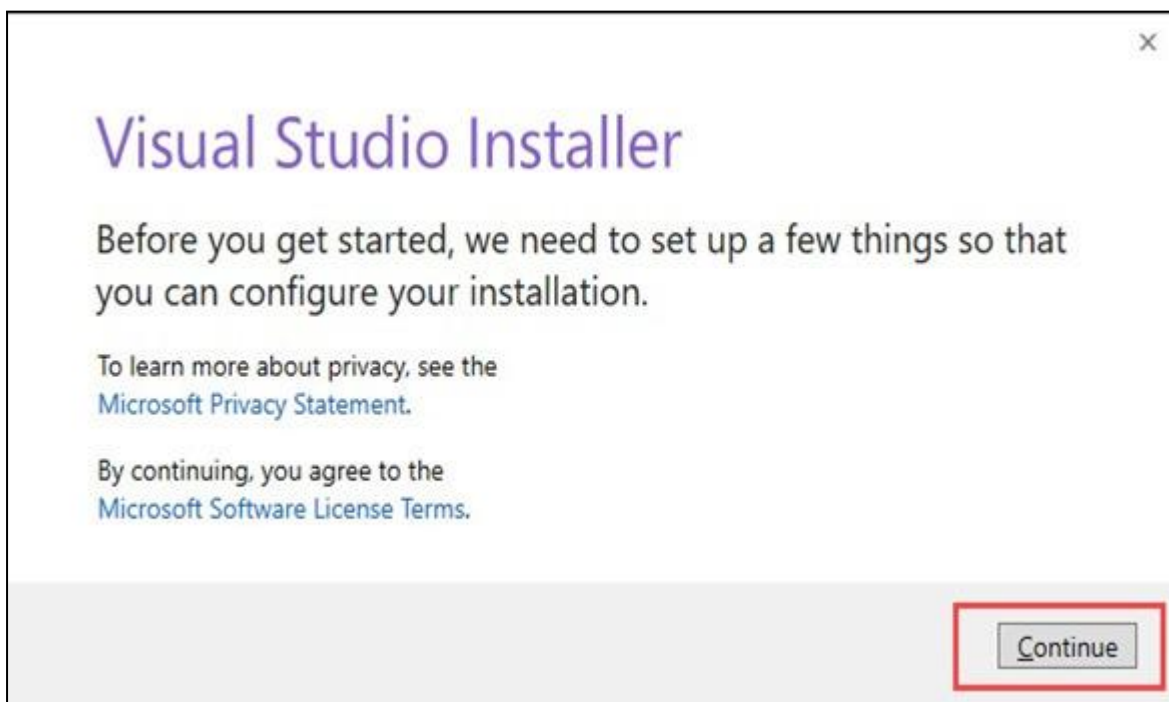 Visual Studio Installer
Before you get started, we need to set up a few things so that
you can configure your installation.
To learn more about privacy, see the
Microsoft Privacy Statement.
By continuing, you agree to the
Microsoft Software License Terms.
Continue